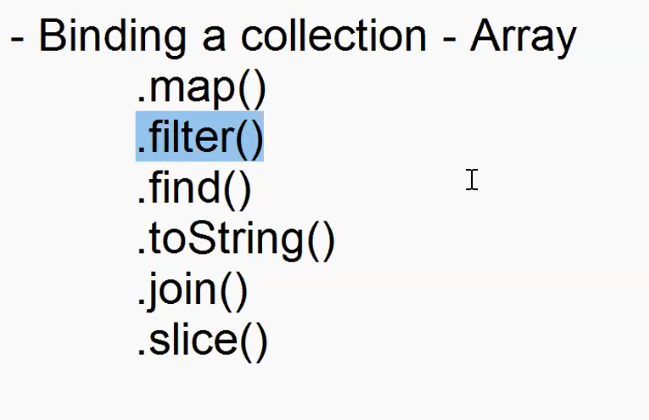 - Binding a collection - Array
.map()
.filter()
.find()
.toString()
.join()
.slice()